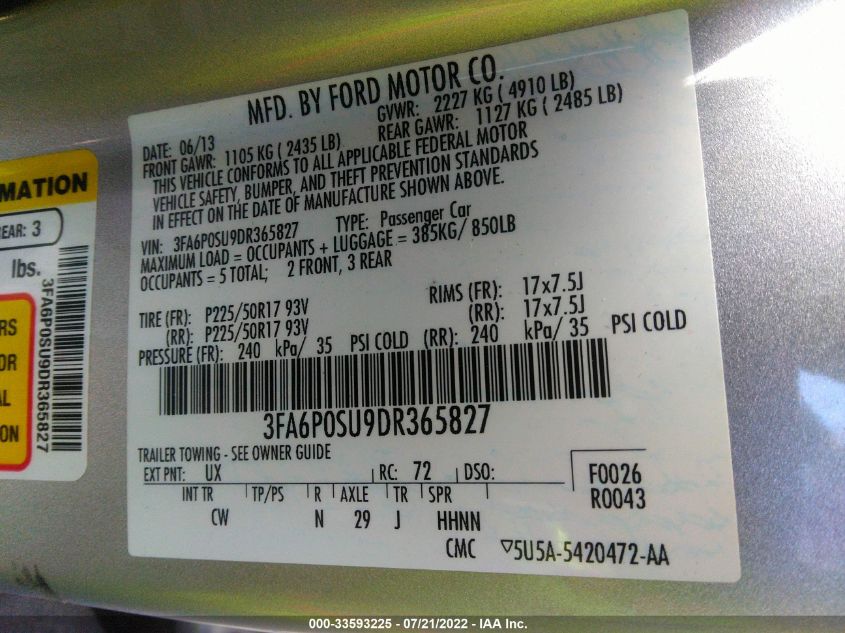 MFD. BY FORD MOTOR CO.
DATE: 06/13 GVWR: 2227 KG ( 4910 LB)
FRONT GAWR: 1105 KG ( 2435 LB) REAR GAWR: 1127 KG ( 2485 LB)
THIS VEHICLE CONFORMS TO ALL APPLICABLE FEDERAL MOTOR
VEHICLE SAFETY, BUMPER, AND THEFT PREVENTION STANDARDS
IN EFFECT ON THE DATE OF MANUFACTURE SHOWN ABOVE.
VIN: 3FA6P0SU9DR365827 TYPE: Passenger Car
MAXIMUM LOAD = OCCUPANTS + LUGGAGE = 385KG/ 850LB
OCCUPANTS = 5 TOTAL; 2 FRONT, 3 REAR
TIRE (FR): P225/50R17 93V RIMS (FR): 17x7.5J
(RR): P225/50R17 93V (RR): 17x7.5J
PRESSURE (FR): 240 kPa/ 35 PSI COLD (RR): 240 kPa/ 35 PSI COLD
3FA6P0SU9DR365827
TRAILER TOWING - SEE OWNER GUIDE
EXT PNT: UX RC: 72 DSO:
INT TR TP/PS R AXLE TR SPR
CW N 29 J HHNN
F0026
R0043
CMC ▽5U5A-5420472-AA
RMATION
REAR: 3
lbs.
3FA6P0SU9DR365827
RS
OR
AL
ON
000-33593225 - 07/21/2022 - IAA Inc.